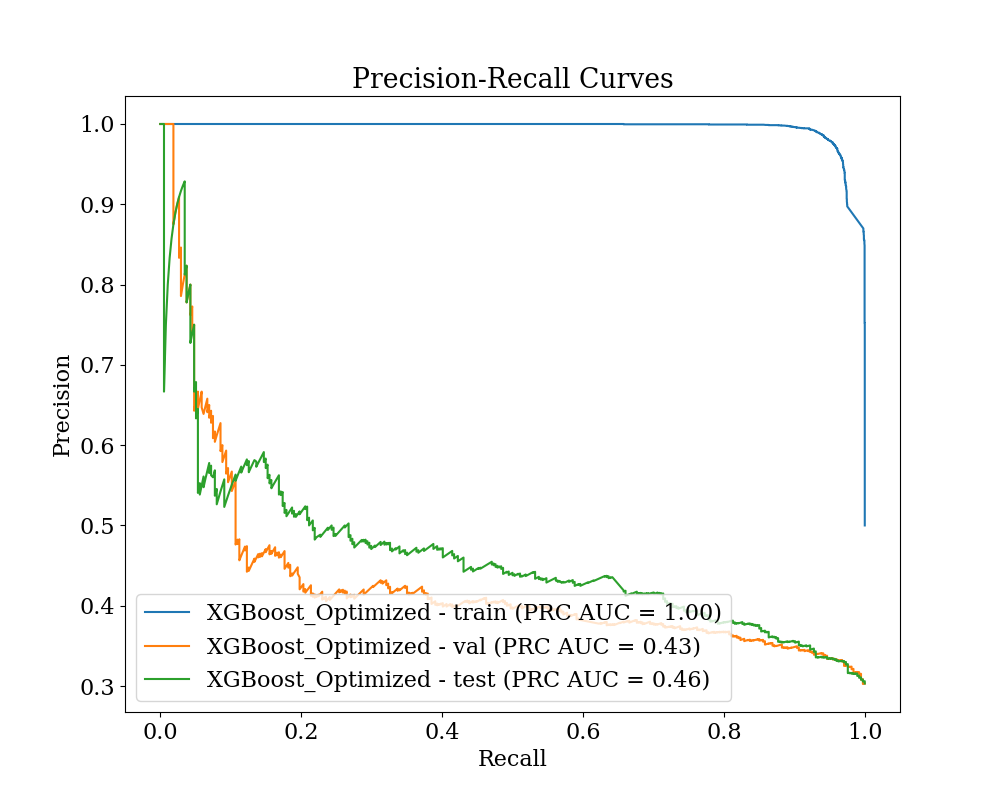 Precision-Recall Curves
1.0
0.9
0.8
0.7
0.6
0.5
0.4
0.3
Precision
XGBoost_Optimized - train (PRC AUC = 1.00)
XGBoost_Optimized - val (PRC AUC = 0.43)
XGBoost_Optimized - test (PRC AUC = 0.46)
0.0 0.2 0.4 0.6 0.8 1.0
Recall